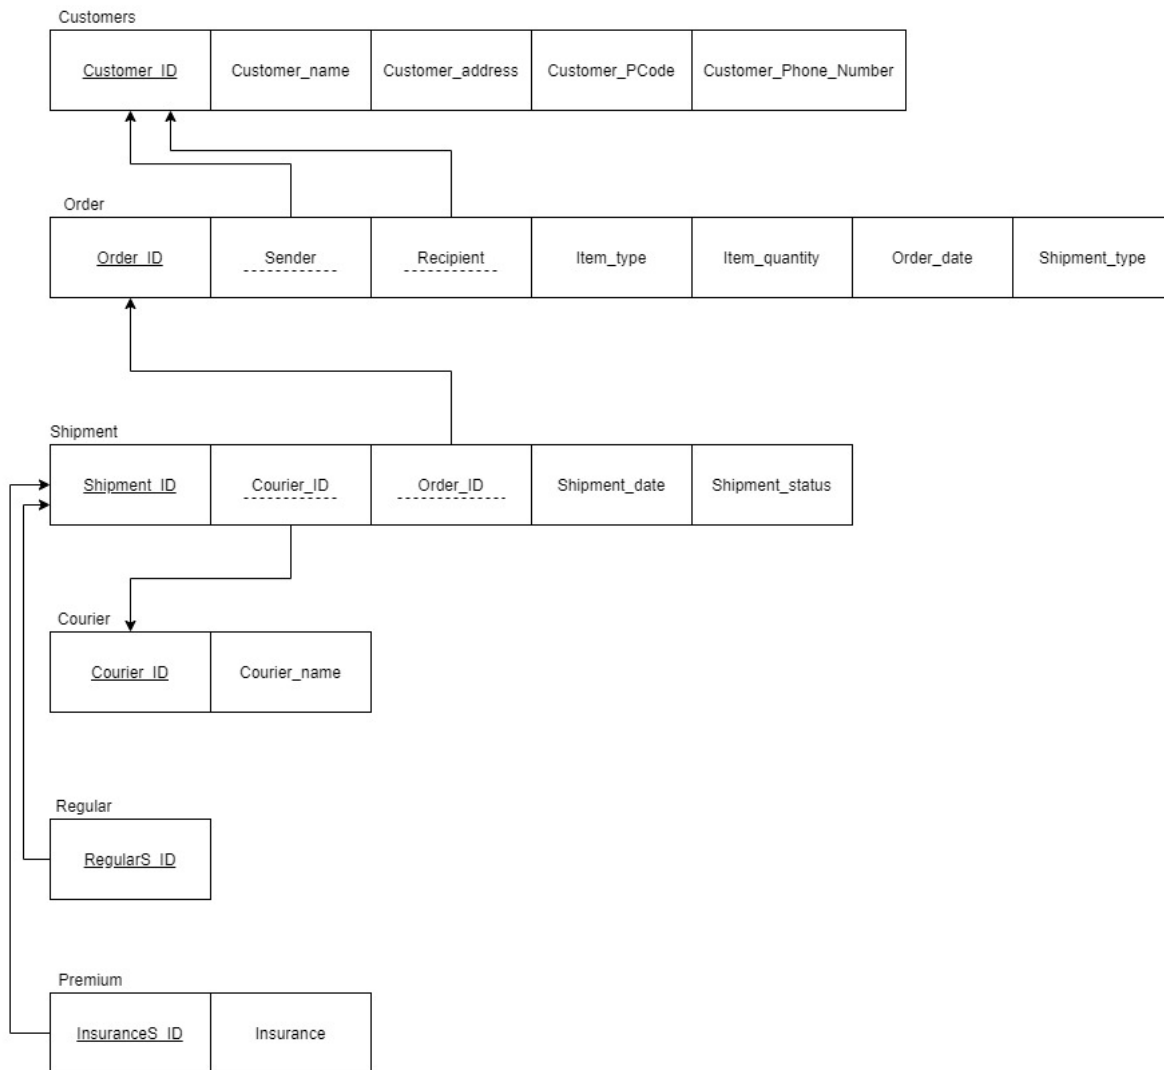 Customers
Customer_ID Customer_name Customer_address Customer_PCode Customer_Phone_Number
Order
Order_ID Sender Recipient Item_type Item_quantity Order_date Shipment_type
Shipment
Shipment_ID Courier_ID Order_ID Shipment_date Shipment_status
Courier
Courier_ID Courier_name
Regular
RegularS_ID
Premium
InsuranceS_ID Insurance